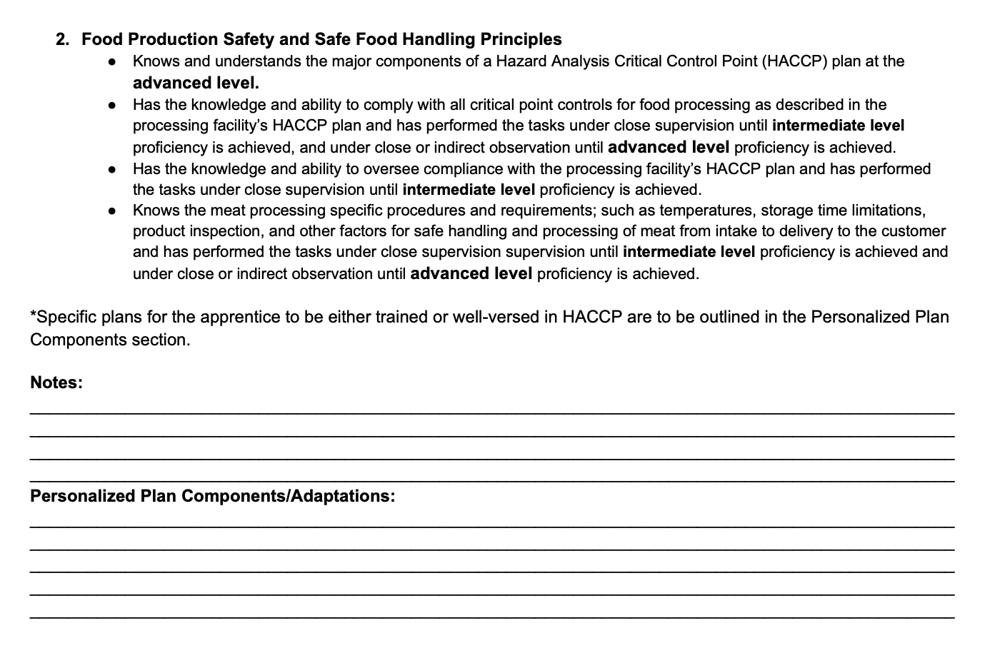 2. Food Production Safety and Safe Food Handling Principles
● Knows and understands the major components of a Hazard Analysis Critical Control Point (HACCP) plan at the
advanced level.
● Has the knowledge and ability to comply with all critical point controls for food processing as described in the
processing facility’s HACCP plan and has performed the tasks under close supervision until intermediate level
proficiency is achieved, and under close or indirect observation until advanced level proficiency is achieved.
● Has the knowledge and ability to oversee compliance with the processing facility’s HACCP plan and has performed
the tasks under close supervision until intermediate level proficiency is achieved.
● Knows the meat processing specific procedures and requirements; such as temperatures, storage time limitations,
product inspection, and other factors for safe handling and processing of meat from intake to delivery to the customer
and has performed the tasks under close supervision supervision until intermediate level proficiency is achieved and
under close or indirect observation until advanced level proficiency is achieved.
*Specific plans for the apprentice to be either trained or well-versed in HACCP are to be outlined in the Personalized Plan
Components section.
Notes:
Personalized Plan Components/Adaptations: